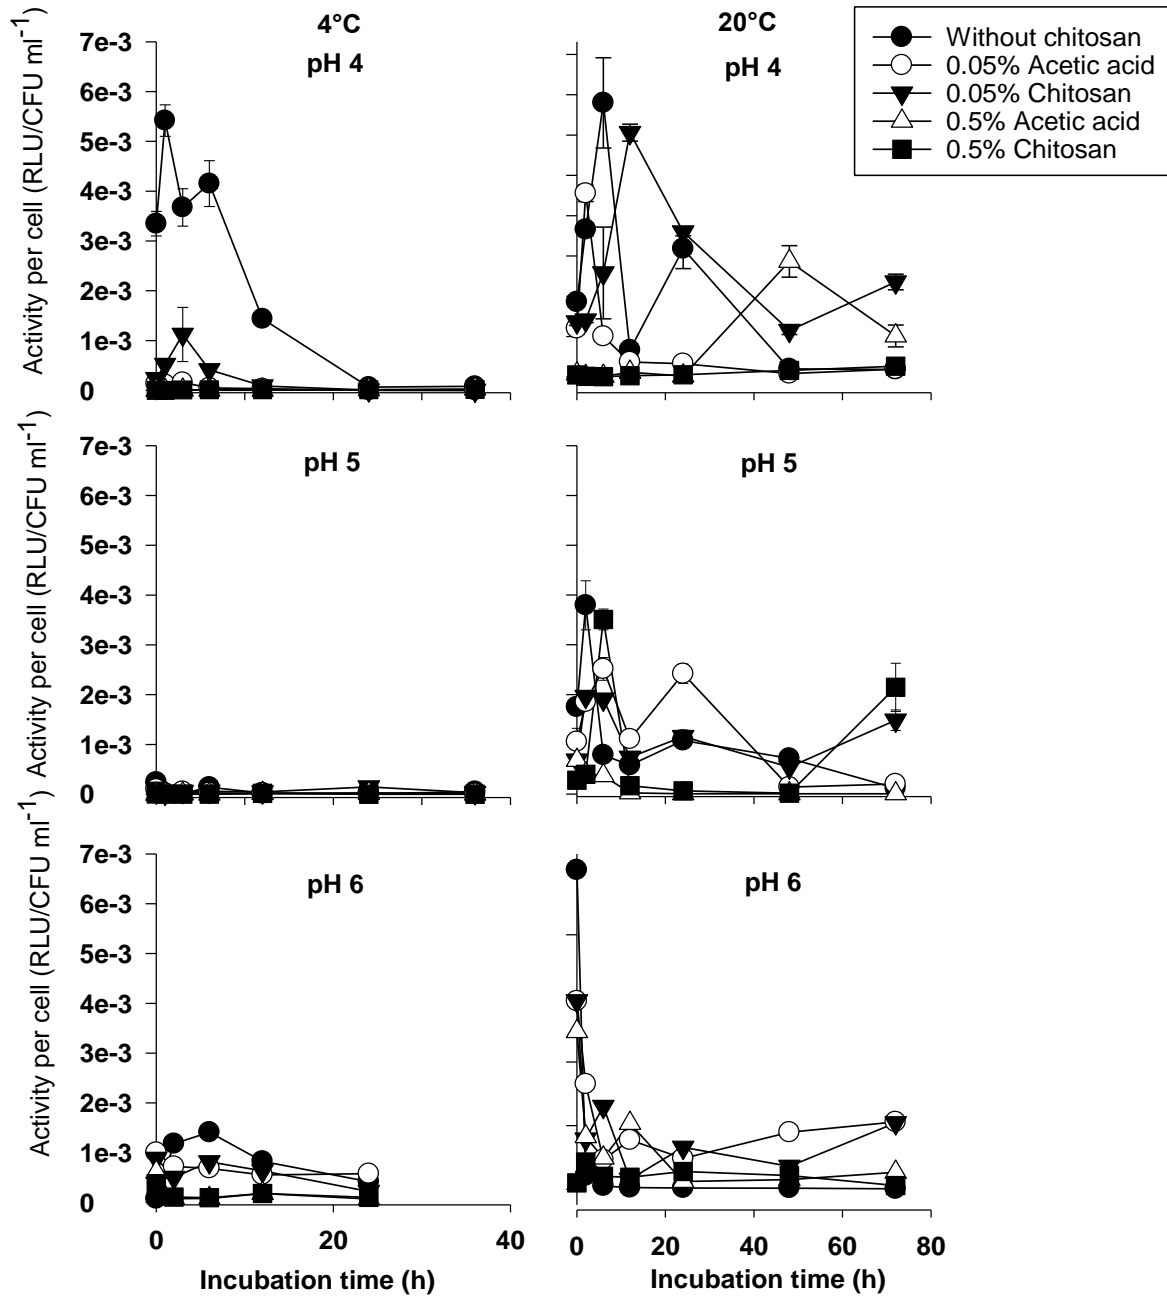 4°C
20°C
Without chitosan
0.05% Acetic acid
0.05% Chitosan
0.5% Acetic acid
0.5% Chitosan
Activity per cell (RLU/CFU ml-1)
7e-3
6e-3
5e-3
4e-3
3e-3
2e-3
1e-3
0
pH 4
pH 4
Activity per cell (RLU/CFU ml-1)
7e-3
6e-3
5e-3
4e-3
3e-3
2e-3
1e-3
0
pH 5
pH 5
Activity per cell (RLU/CFU ml-1)
7e-3
6e-3
5e-3
4e-3
3e-3
2e-3
1e-3
0
pH 6
pH 6
0 20 40
0 20 40 60 80
Incubation time (h)
Incubation time (h)